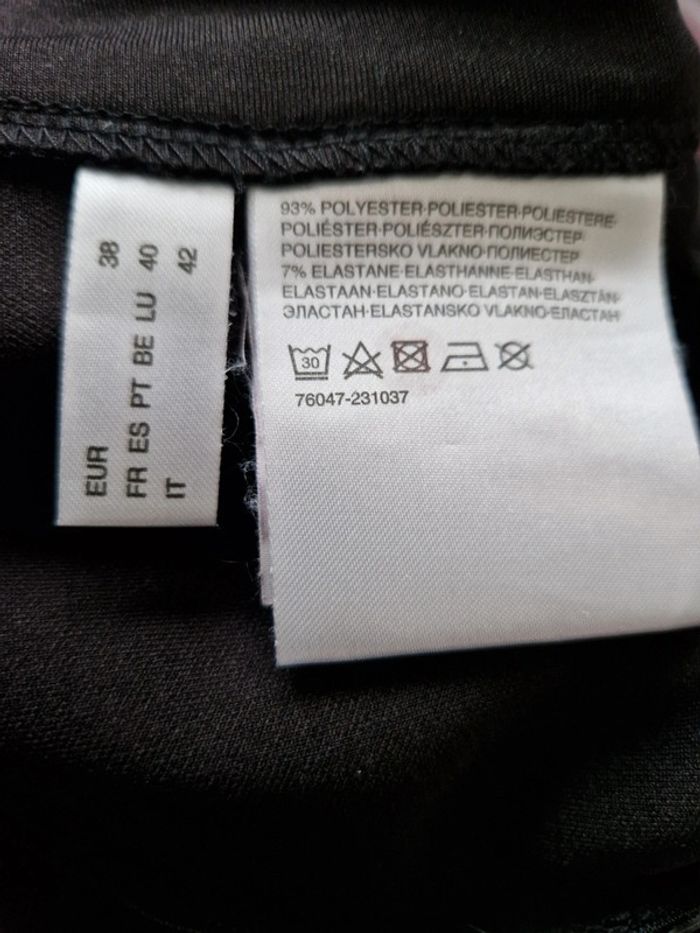 EUR 38
FR ES PT BE LU 40
IT 42
93% POLYESTER·POLIESTER·POLIESTERE·
POLIÉSTER·POLIÉSZTER·ПОЛИЭСТЕР·
POLIESTERSKO VLAKNO·ПОЛИЕСТЕР
7% ELASTANE·ELASTHANNE·ELASTHAN·
ELASTAAN·ELASTANO·ELASTAN·ELASZTÁN·
ЭЛАСТАН·ELASTANSKO VLAKNO·ЕЛАСТАН
30
76047-231037